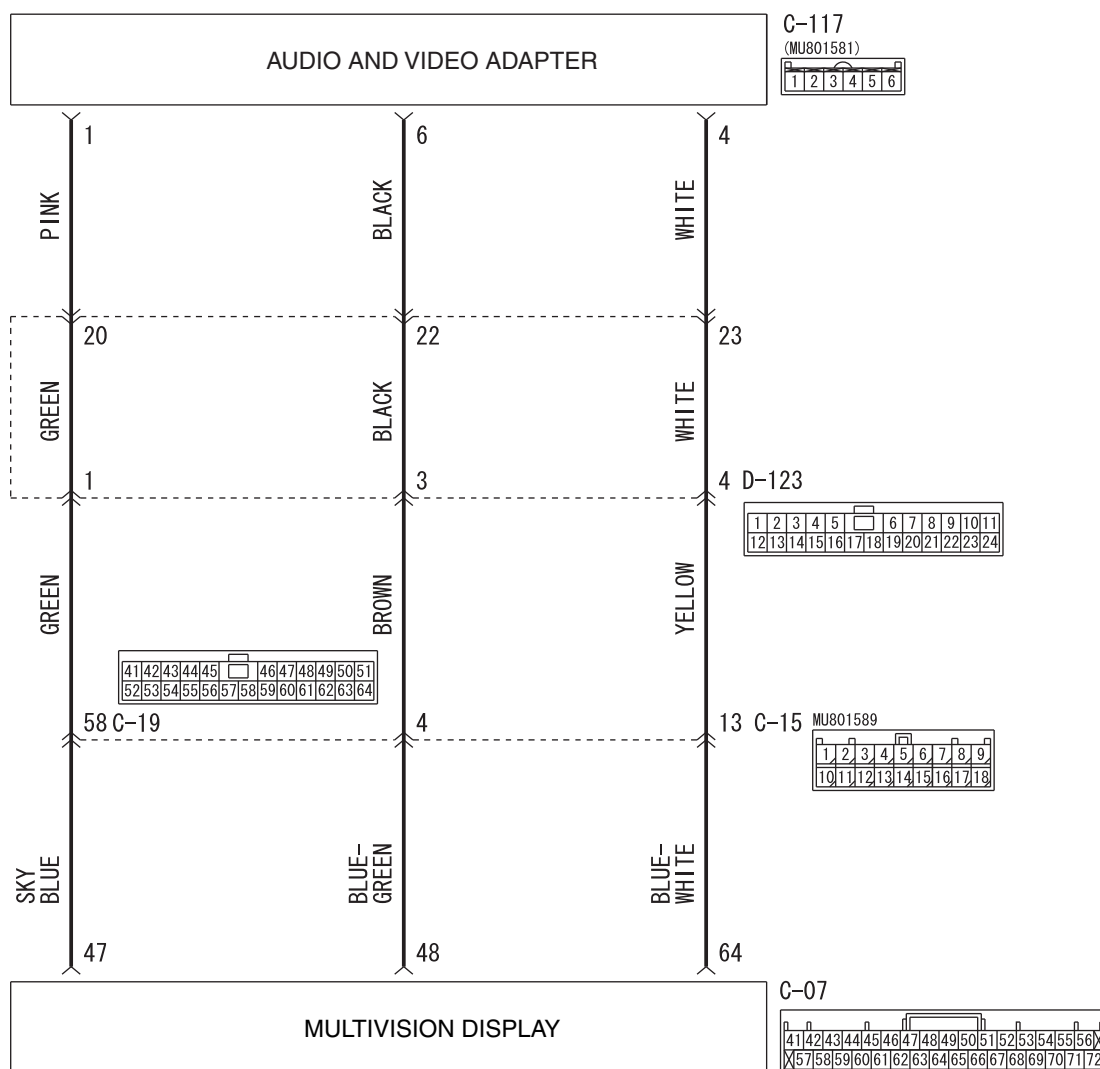 C-117
(MU801581)
AUDIO AND VIDEO ADAPTER
1 2 3 4 5 6
1 6 4
PINK BLACK WHITE
20 22 23
GREEN BLACK WHITE
1 3 4 D-123
1 2 3 4 5 6 7 8 9 10 11
12 13 14 15 16 17 18 19 20 21 22 23 24
GREEN BROWN YELLOW
41 42 43 44 45 46 47 48 49 50 51
52 53 54 55 56 57 58 59 60 61 62 63 64
58 C-19 4 13 C-15 MU801589
1 2 3 4 5 6 7 8 9
10 11 12 13 14 15 16 17 18
SKY BLUE BLUE-GREEN BLUE-WHITE
47 48 64
C-07
MULTIVISION DISPLAY
41 42 43 44 45 46 47 48 49 50 51 52 53 54 55 56
57 58 59 60 61 62 63 64 65 66 67 68 69 70 71 72